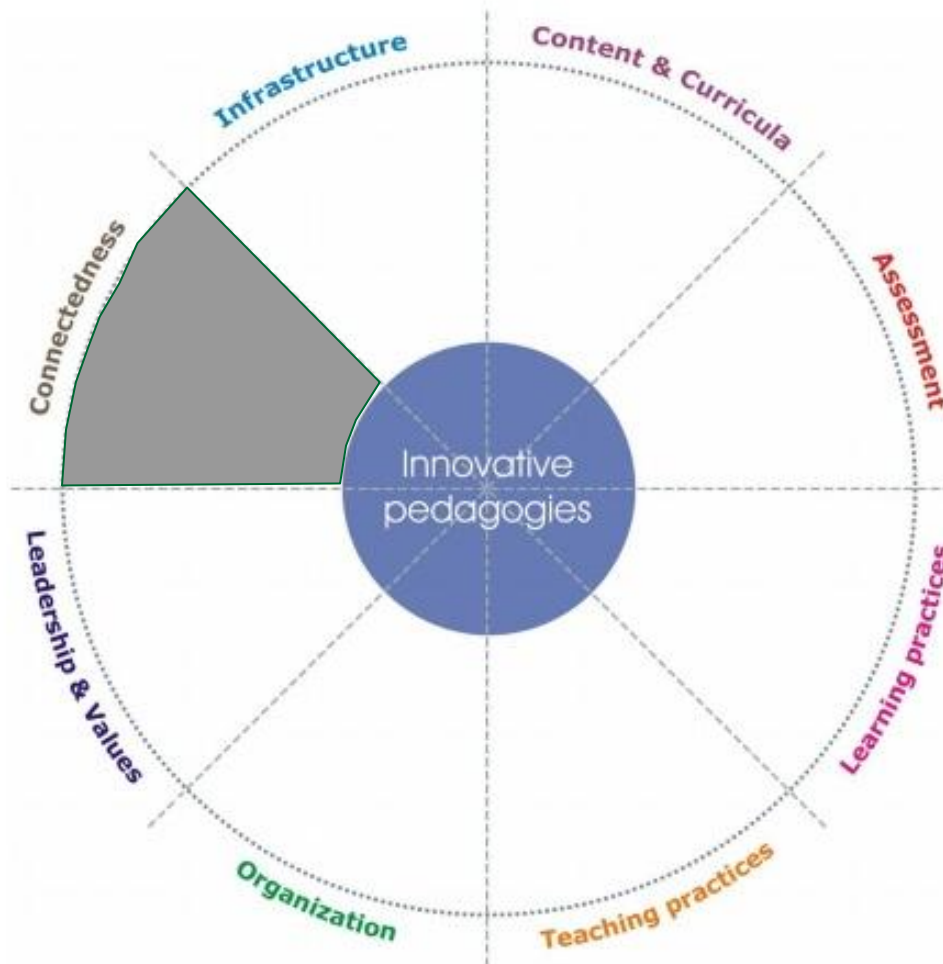 Infrastructure
Content & Curricula
Connectedness
Assessment
Innovative
pedagogies
Leadership & Values
Learning practices
Organization
Teaching practices